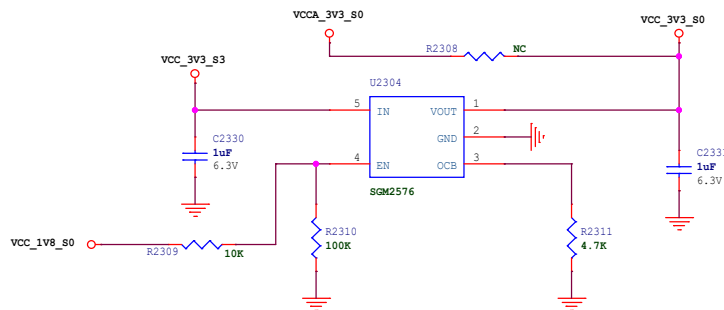 VCCA_3V3_S0
VCC_3V3_S0
R2308
NC
VCC_3V3_S3
U2304
5
IN
VOUT
1
GND
2
C2330
1uF
6.3V
4
EN
OCB
3
1uF
6.3V
SGM2576
R2310
100K
R2311
4.7K
VCC_1V8_S0
R2309
10K